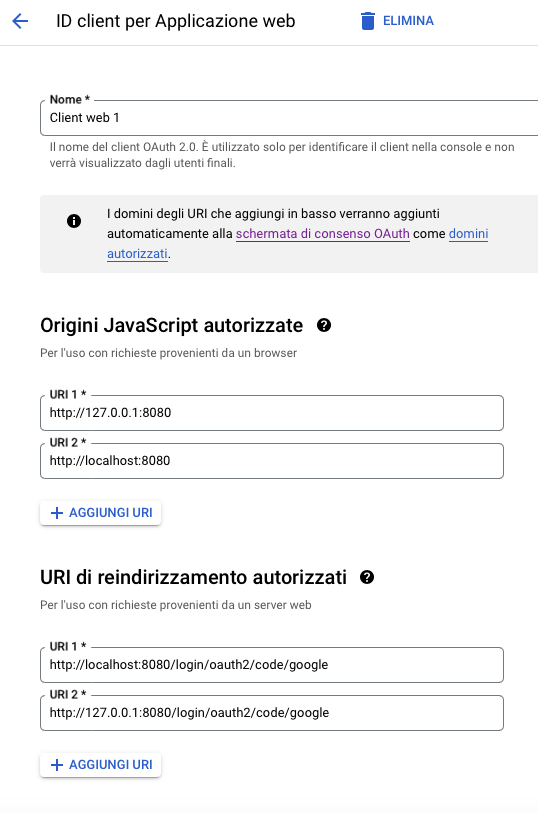 ID client per Applicazione web
ELIMINA
Nome *
Client web 1
Il nome del client OAuth 2.0. È utilizzato solo per identificare il client nella console e non
verrà visualizzato dagli utenti finali.
I domini degli URI che aggiungi in basso verranno aggiunti
automaticamente alla schermata di consenso OAuth come domini
autorizzati.
Origini JavaScript autorizzate
Per l'uso con richieste provenienti da un browser
URI 1 *
http://127.0.0.1:8080
URI 2 *
http://localhost:8080
AGGIUNGI URI
URI di reindirizzamento autorizzati
Per l'uso con richieste provenienti da un server web
URI 1 *
http://localhost:8080/login/oauth2/code/google
URI 2 *
http://127.0.0.1:8080/login/oauth2/code/google
AGGIUNGI URI